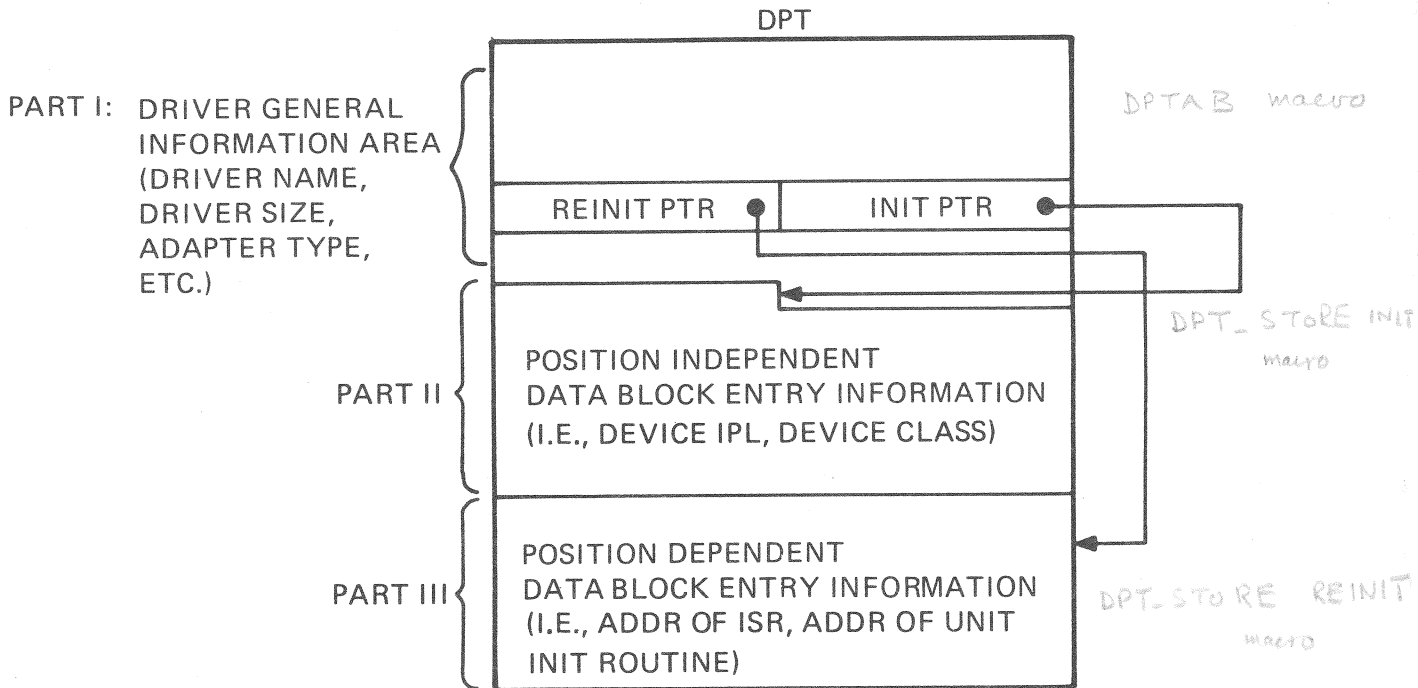 DPT
PART I: DRIVER GENERAL
INFORMATION AREA
(DRIVER NAME,
DRIVER SIZE,
ADAPTER TYPE,
ETC.)
DPTAB macro
REINIT PTR
INIT PTR
DPT_STORE INIT
macro
PART II
POSITION INDEPENDENT
DATA BLOCK ENTRY INFORMATION
(I.E., DEVICE IPL, DEVICE CLASS)
PART III
POSITION DEPENDENT
DATA BLOCK ENTRY INFORMATION
(I.E., ADDR OF ISR, ADDR OF UNIT
INIT ROUTINE)
DPT_STORE REINIT
macro